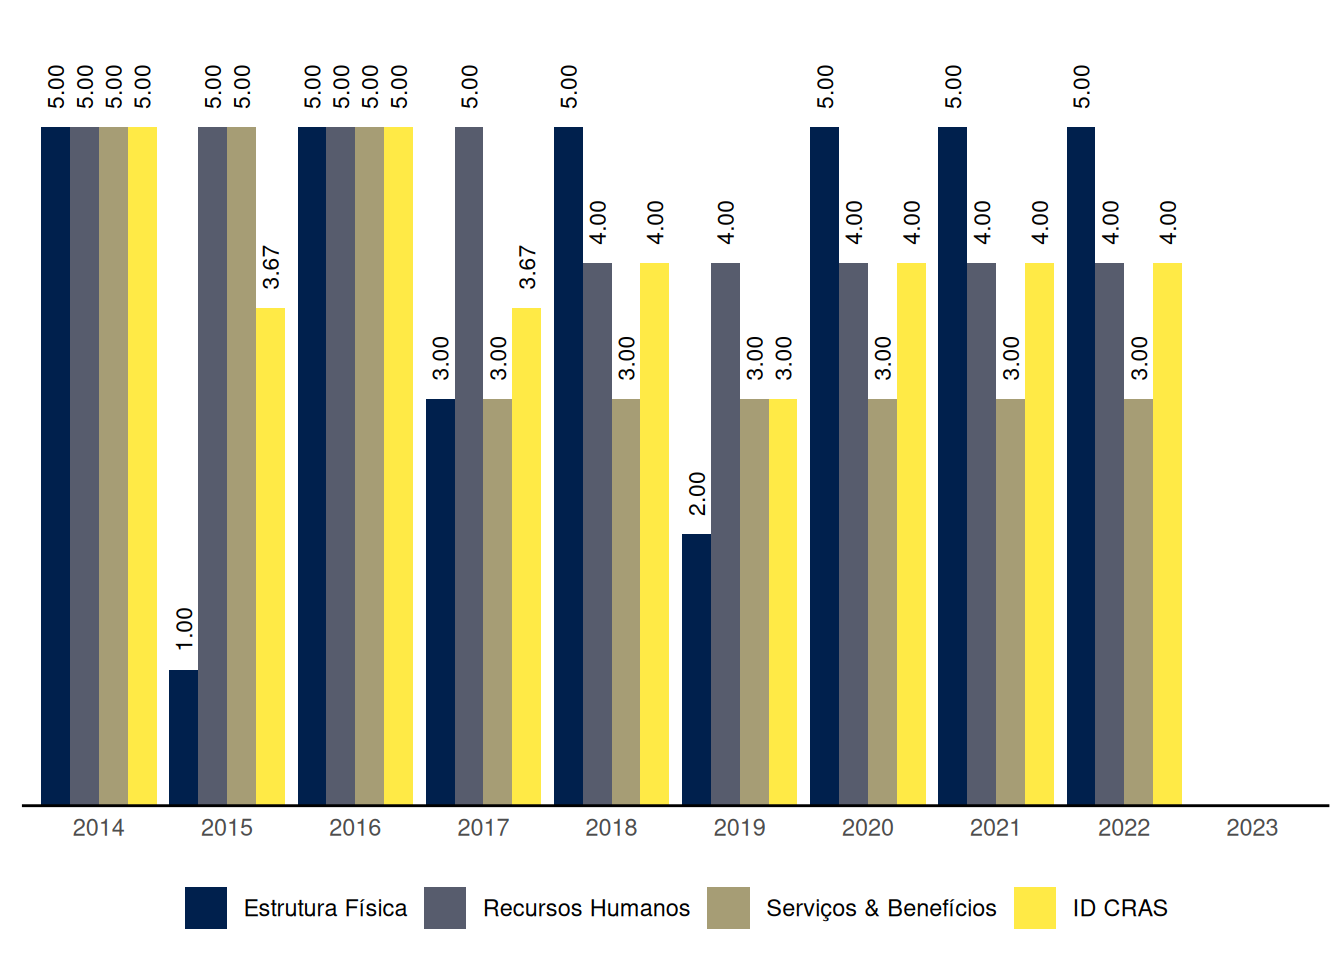 5.00 5.00 5.00 5.00 5.00 5.00 5.00 5.00 5.00 5.00 5.00 5.00 5.00 5.00 5.00
4.00 4.00 4.00 4.00 4.00 4.00 4.00 4.00 4.00
3.67 3.67
3.00 3.00 3.00 3.00 3.00 3.00 3.00 3.00
2.00
1.00
2014 2015 2016 2017 2018 2019 2020 2021 2022 2023
Estrutura Física Recursos Humanos Serviços & Benefícios ID CRAS